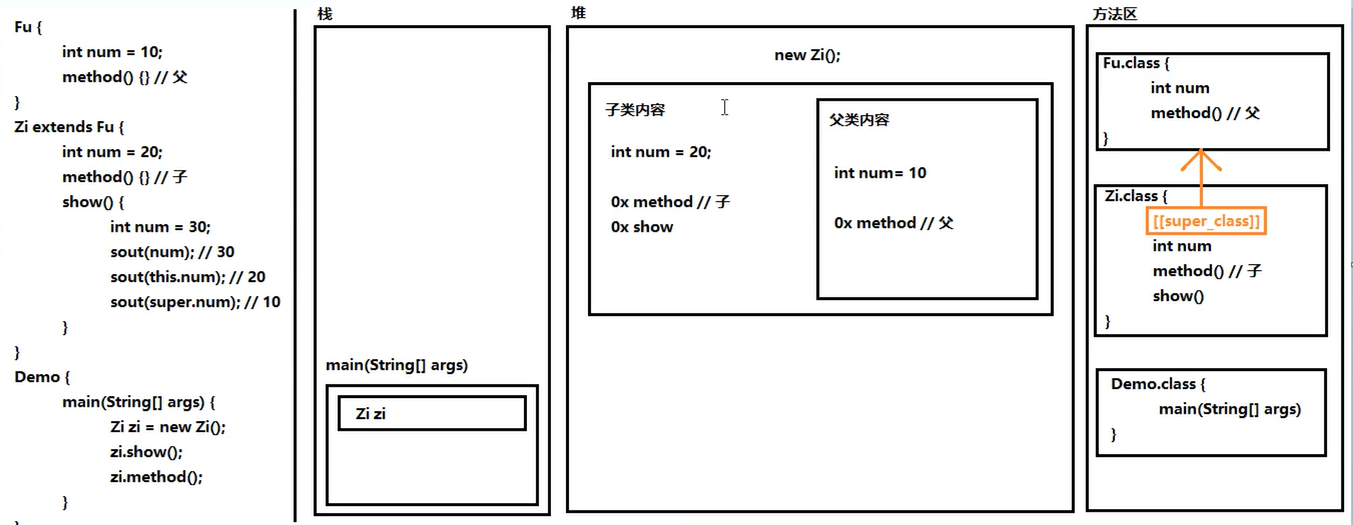 Fu {
int num = 10;
method() {} // 父
}
Zi extends Fu {
int num = 20;
method() {} // 子
show() {
int num = 30;
sout(num); // 30
sout(this.num); // 20
sout(super.num); // 10
}
}
Demo {
main(String[] args) {
Zi zi = new Zi();
zi.show();
zi.method();
}
栈
main(String[] args)
Zi zi
堆
new Zi();
子类内容
int num = 20;
0x method // 子
0x show
父类内容
int num= 10
0x method // 父
方法区
Fu.class {
int num
method() // 父
}
Zi.class {
[[super_class]]
int num
method() // 子
show()
}
Demo.class {
main(String[] args)
}